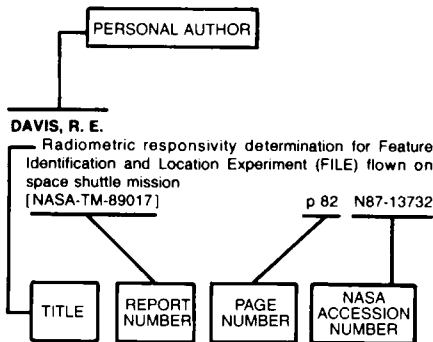 PERSONAL AUTHOR
DAVIS, R. E.
Radiometric responsivity determination for Feature
Identification and Location Experiment (FILE) flown on
space shuttle mission
[NASA-TM-89017] p 82 N87-13732
TITLE
REPORT
NUMBER
PAGE
NUMBER
NASA
ACCESSION
NUMBER